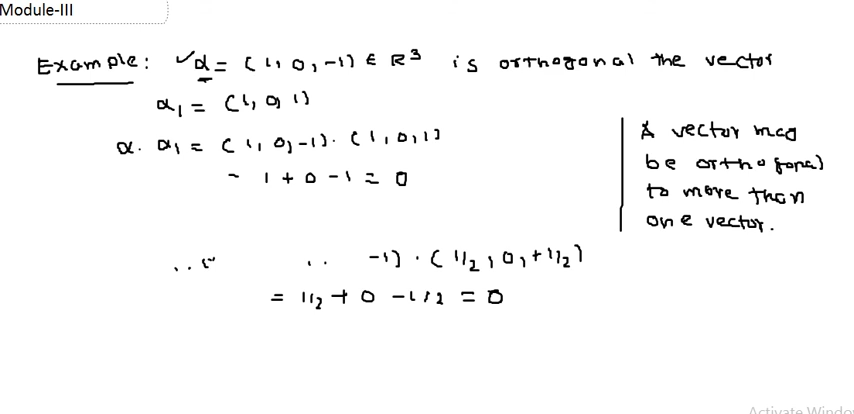 Module-III
Example: ✓α = (1, 0, -1) ∈ R³ is orthogonal the vector
α₁ = (1, 0, 1)
α. α₁ = (1, 0, -1). (1, 0, 1)
= 1 + 0 - 1 = 0
A vector may
be orthogonal
to more than
one vector.
-1) . (1/2, 0, +1/2)
= 1/2 + 0 - 1/2 = 0